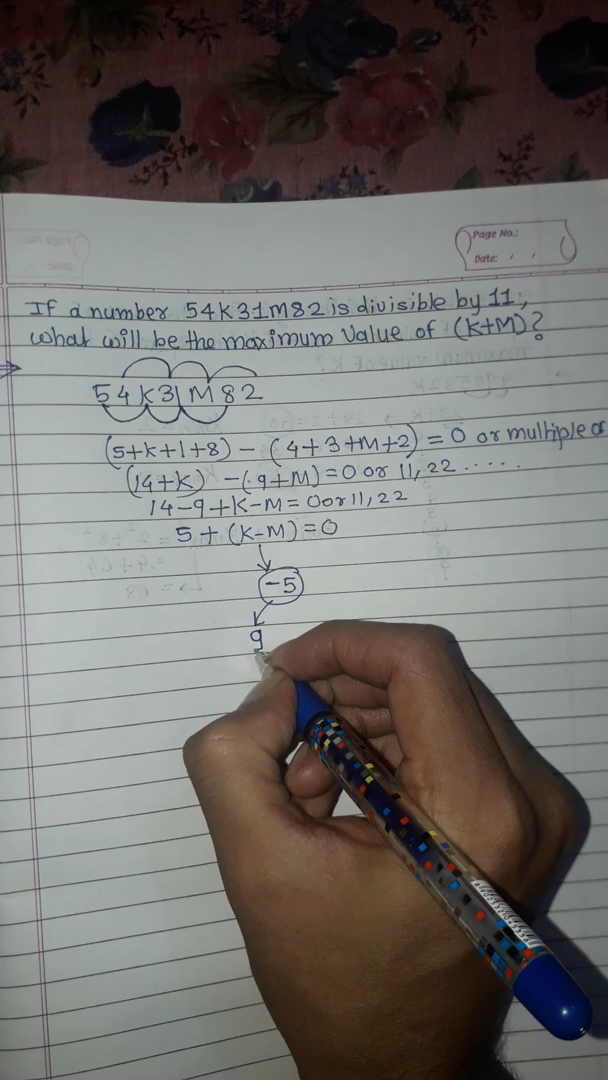 Page No.:
Date: , ,
If a number 54K31M82 is divisible by 11,
what will be the maximum value of (K+M)?
54K31M82
(5+K+1+8) - (4+3+M+2) = 0 or multiple of
(14+K) - (9+M) = 0 or 11, 22 .....
14-9+K-M = 0 or 11, 22
5 + (K-M) = 0
-5
9